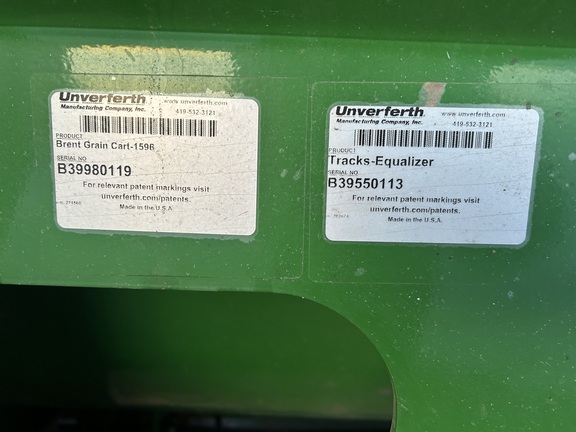 Unverferth www.unverferth.com
Manufacturing Company, Inc. 419-532-3121
PRODUCT
Brent Grain Cart-1596
SERIAL NO
B39980119
For relevant patent markings visit
unverferth.com/patents.
Made in the U.S.A.
Unverferth www.unverferth.com
Manufacturing Company, Inc. 419-532-3121
PRODUCT
Tracks-Equalizer
SERIAL NO
B39550113
For relevant patent markings visit
unverferth.com/patents.
Made in the U.S.A.